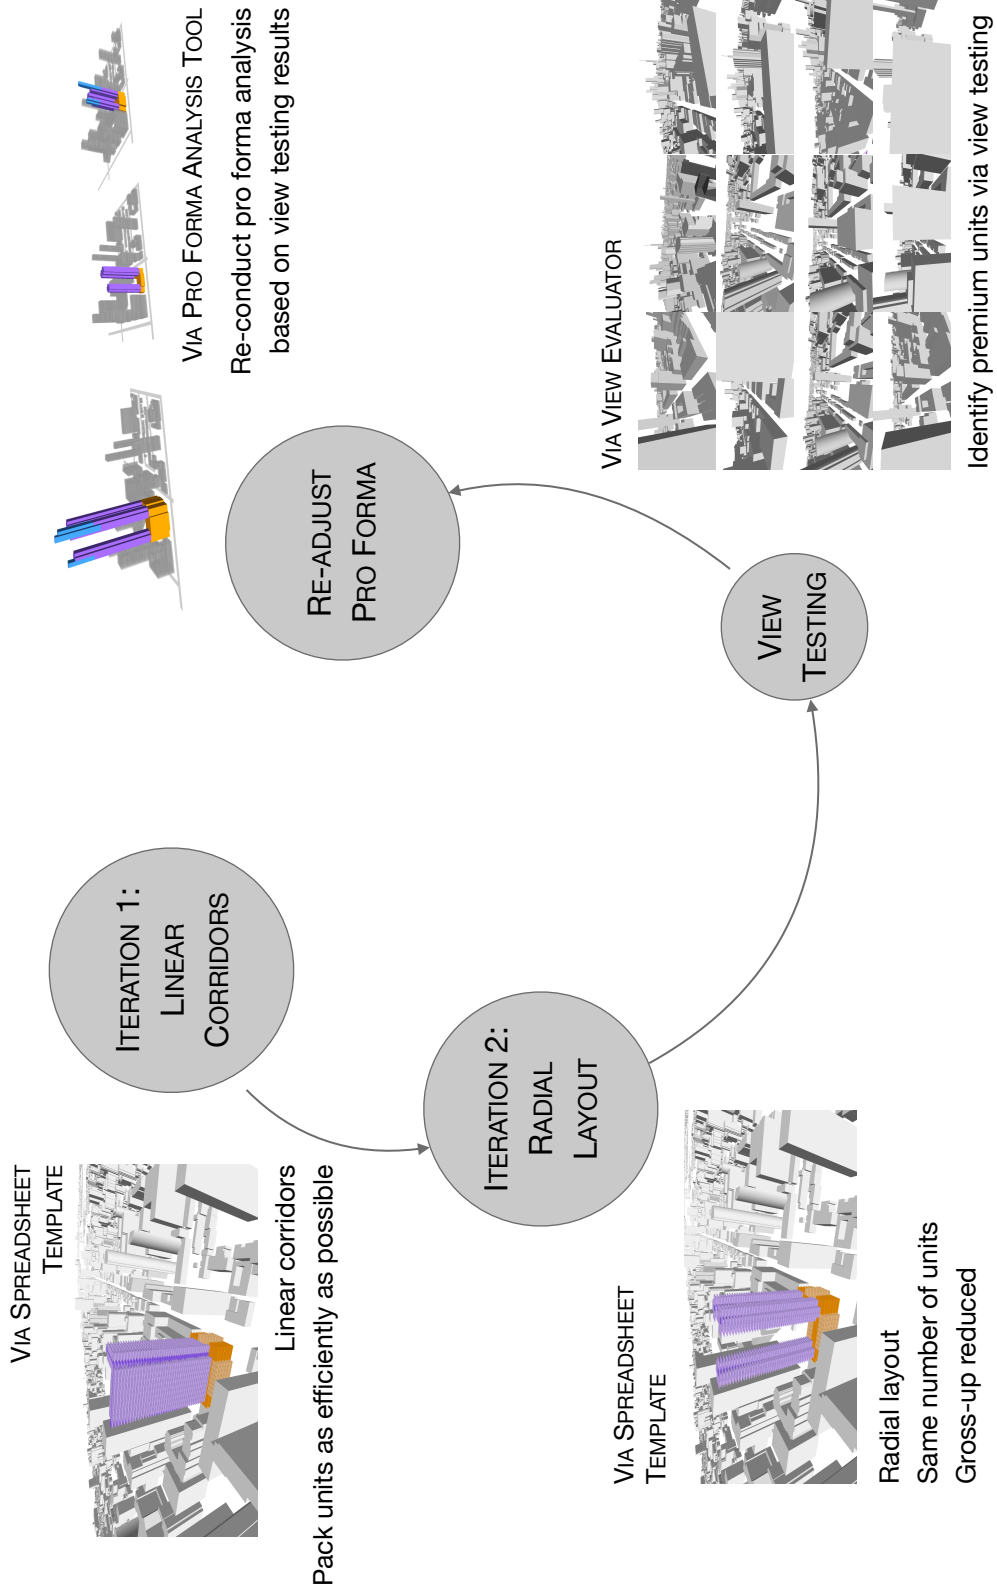 VIA SPREADSHEET
TEMPLATE
Linear corridors
Pack units as efficiently as possible
ITERATION 1:
LINEAR
CORRIDORS
VIA SPREADSHEET
TEMPLATE
Radial layout
Same number of units
Gross-up reduced
ITERATION 2:
RADIAL
LAYOUT
VIEW
TESTING
VIA VIEW EVALUATOR
Identify premium units via view testing
RE-ADJUST
PRO FORMA
VIA PRO FORMA ANALYSIS TOOL
Re-conduct pro forma analysis
based on view testing results